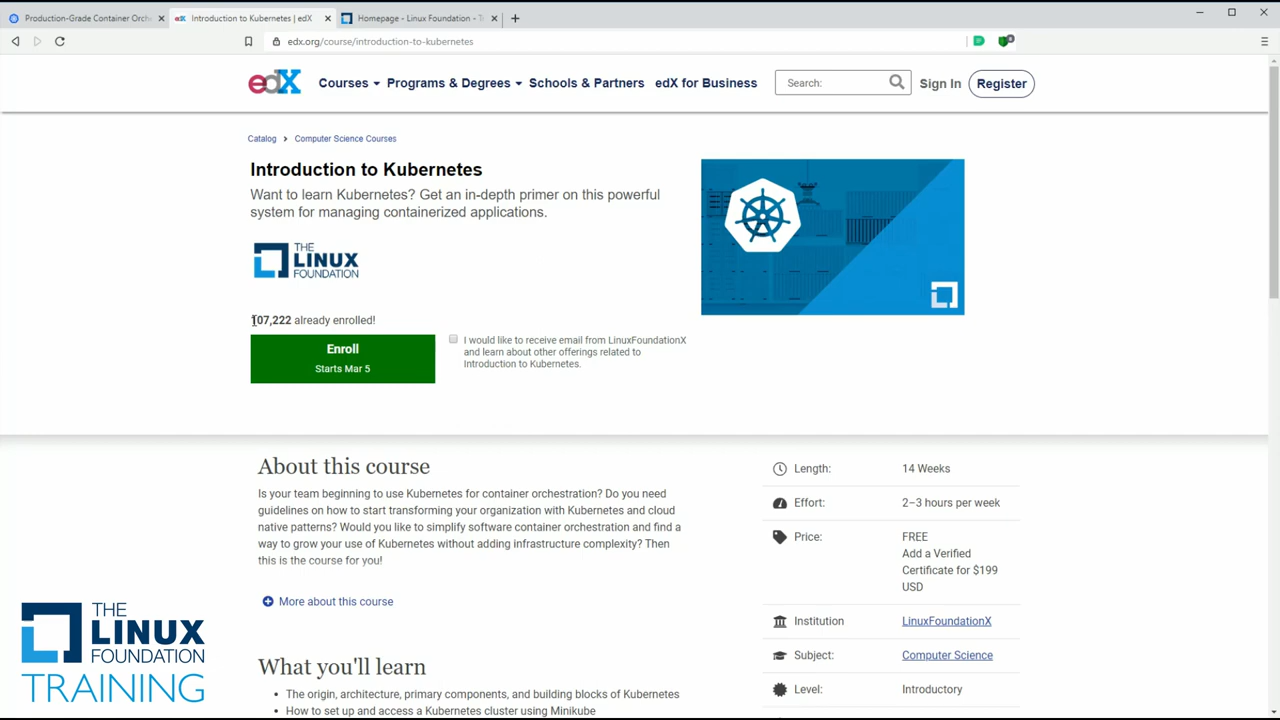 Production-Grade Container Orch
Introduction to Kubernetes | edX
Homepage - Linux Foundation - T
edx.org/course/introduction-to-kubernetes
edX
Courses
Programs & Degrees
Schools & Partners
edX for Business
Search:
Sign In
Register
Catalog > Computer Science Courses
Introduction to Kubernetes
Want to learn Kubernetes? Get an in-depth primer on this powerful
system for managing containerized applications.
THE
LINUX
FOUNDATION
107,222 already enrolled!
Enroll
Starts Mar 5
I would like to receive email from LinuxFoundationX
and learn about other offerings related to
Introduction to Kubernetes.
About this course
Is your team beginning to use Kubernetes for container orchestration? Do you need
guidelines on how to start transforming your organization with Kubernetes and cloud
native patterns? Would you like to simplify software container orchestration and find a
way to grow your use of Kubernetes without adding infrastructure complexity? Then
this is the course for you!
More about this course
What you'll learn
• The origin, architecture, primary components, and building blocks of Kubernetes
• How to set up and access a Kubernetes cluster using Minikube
Length: 14 Weeks
Effort: 2–3 hours per week
Price: FREE
Add a Verified
Certificate for $199
USD
Institution LinuxFoundationX
Subject: Computer Science
Level: Introductory
THE
LINUX
FOUNDATION
TRAINING